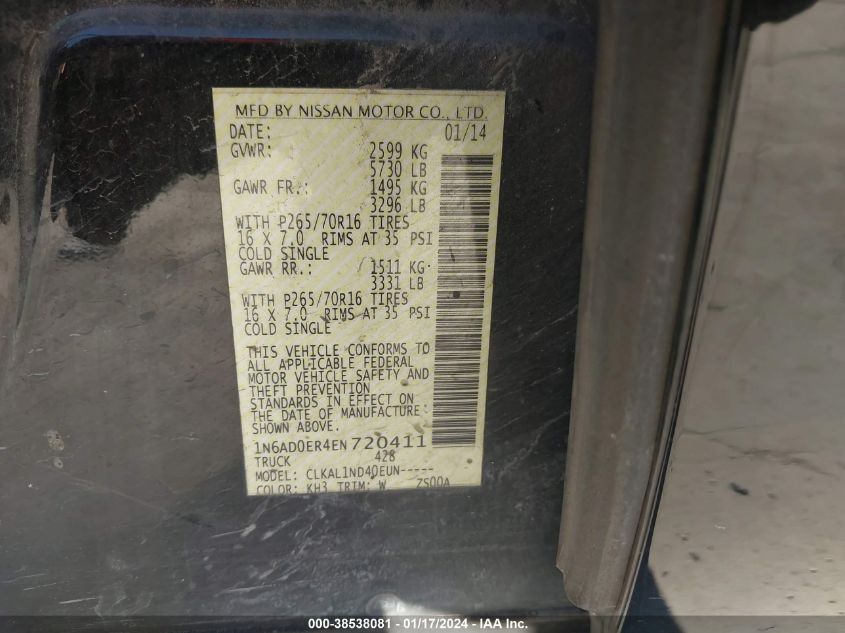 MFD BY NISSAN MOTOR CO., LTD.
DATE: 01/14
GVWR: 2599 KG
5730 LB
GAWR FR.: 1495 KG
3296 LB
WITH P265/70R16 TIRES
16 X 7.0 RIMS AT 35 PSI
COLD SINGLE
GAWR RR.: 1511 KG
3331 LB
WITH P265/70R16 TIRES
16 X 7.0 RIMS AT 35 PSI
COLD SINGLE
THIS VEHICLE CONFORMS TO
ALL APPLICABLE FEDERAL
MOTOR VEHICLE SAFETY AND
THEFT PREVENTION
STANDARDS IN EFFECT ON
THE DATE OF MANUFACTURE
SHOWN ABOVE.
1N6AD0ER4EN720411
TRUCK 428
MODEL: CLKAL1ND40EUN-----
COLOR: KH3 TRIM: W ZS00A
000-38538081 - 01/17/2024 - IAA Inc.